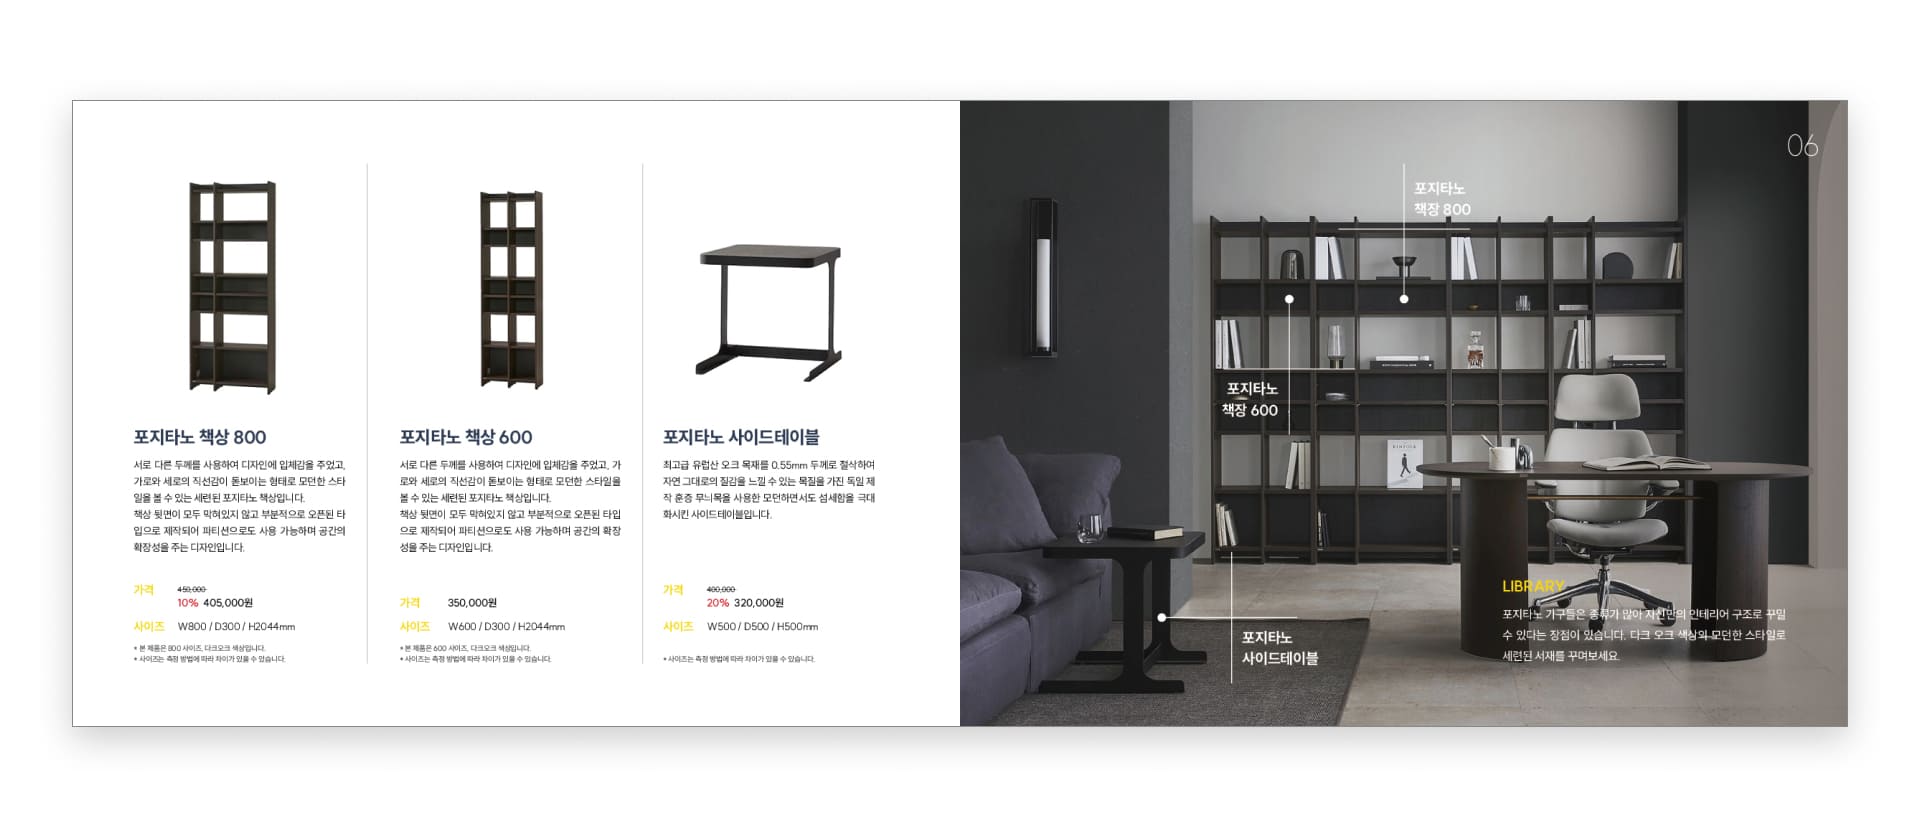 포지타노 책상 800
서로 다른 두께를 사용하여 디자인에 입체감을 주었고,
가로와 세로의 직선감이 돋보이는 형태로 모던한 스타
일을 볼 수 있는 세련된 포지타노 책상입니다.
책상 뒷면이 모두 막혀있지 않고 부분적으로 오픈된 타
입으로 제작되어 파티션으로도 사용 가능하며 공간의
확장성을 주는 디자인입니다.
가격 450,000
10% 405,000원
사이즈 W800 / D300 / H2044mm
* 본 제품은 800 사이즈, 다크오크 색상입니다.
* 사이즈는 측정 방법에 따라 차이가 있을 수 있습니다.
포지타노 책상 600
서로 다른 두께를 사용하여 디자인에 입체감을 주었고, 가
로와 세로의 직선감이 돋보이는 형태로 모던한 스타일을
볼 수 있는 세련된 포지타노 책상입니다.
책상 뒷면이 모두 막혀있지 않고 부분적으로 오픈된 타입
으로 제작되어 파티션으로도 사용 가능하며 공간의 확장
성을 주는 디자인입니다.
가격 350,000원
사이즈 W600 / D300 / H2044mm
* 본 제품은 600 사이즈, 다크오크 색상입니다.
* 사이즈는 측정 방법에 따라 차이가 있을 수 있습니다.
포지타노 사이드테이블
최고급 유럽산 오크 목재를 0.55mm 두께로 절삭하여
자연 그대로의 질감을 느낄 수 있는 목질을 가진 독일 제
작 훈증 무늬목을 사용한 모던하면서도 섬세함을 극대
화시킨 사이드테이블입니다.
가격 400,000
20% 320,000원
사이즈 W500 / D500 / H500mm
* 사이즈는 측정 방법에 따라 차이가 있을 수 있습니다.
06
포지타노
책장 800
포지타노
책장 600
포지타노
사이드테이블
LIBRARY
포지타노 가구들은 종류가 많아 자신만의 인테리어 구조로 꾸밀
수 있다는 장점이 있습니다. 다크 오크 색상의 모던한 스타일로
세련된 서재를 꾸며보세요.